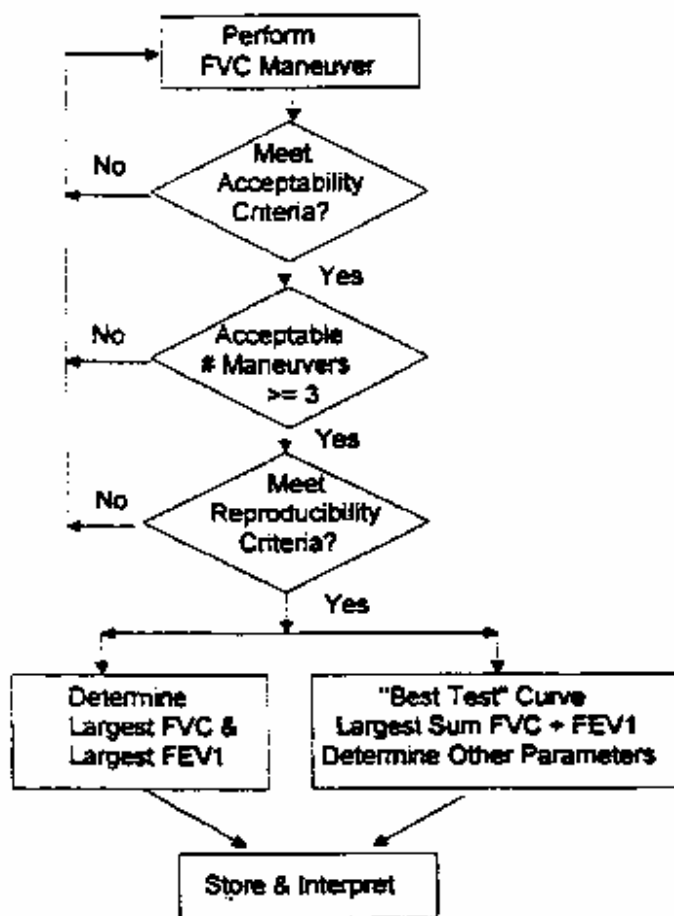 Perform
FVC Maneuver
No
Meet
Acceptability
Criteria?
Yes
No
Acceptable
# Maneuvers
>= 3
Yes
No
Meet
Reproducibility
Criteria?
Yes
Determine
Largest FVC &
Largest FEV1
"Best Test" Curve
Largest Sum FVC + FEV1
Determine Other Parameters
Store & Interpret